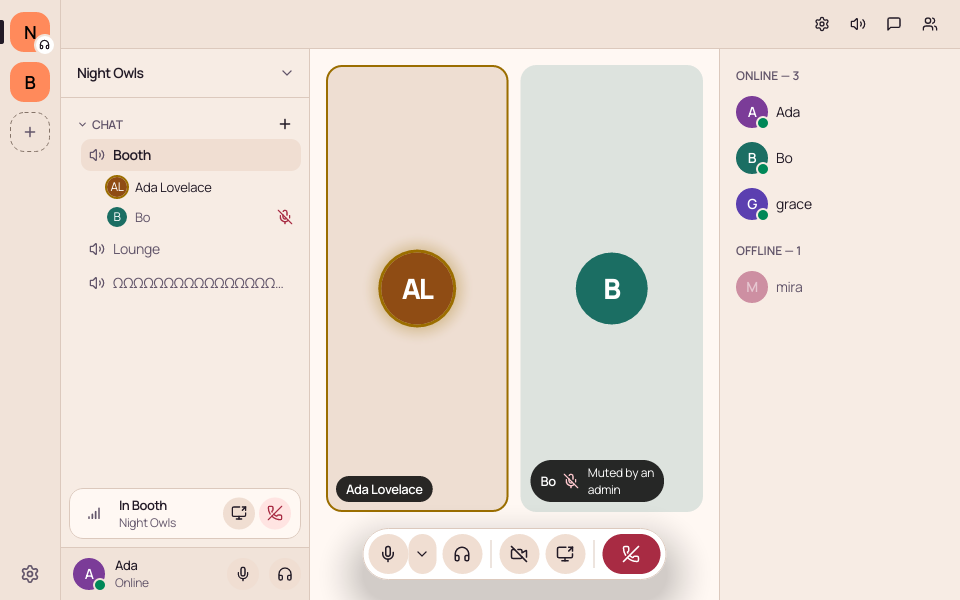 N
B
Night Owls
CHAT
Booth
AL Ada Lovelace
B Bo
Lounge
ΩΩΩΩΩΩΩΩΩΩΩΩΩΩΩ...
In Booth
Night Owls
A
Ada
Online
AL
Ada Lovelace
B
Bo
Muted by an
admin
ONLINE — 3
A Ada
B Bo
G grace
OFFLINE — 1
M mira